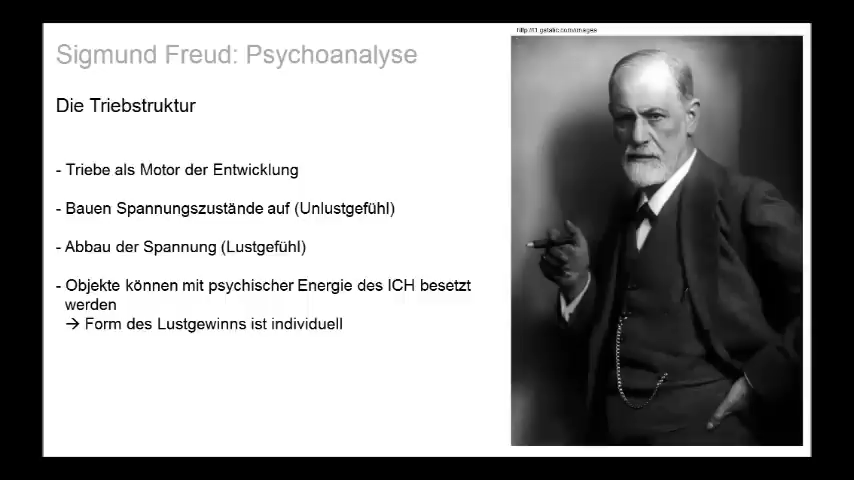 Sigmund Freud: Psychoanalyse
Die Triebstruktur
- Triebe als Motor der Entwicklung
- Bauen Spannungszustände auf (Unlustgefühl)
- Abbau der Spannung (Lustgefühl)
- Objekte können mit psychischer Energie des ICH besetzt
werden
→ Form des Lustgewinns ist individuell